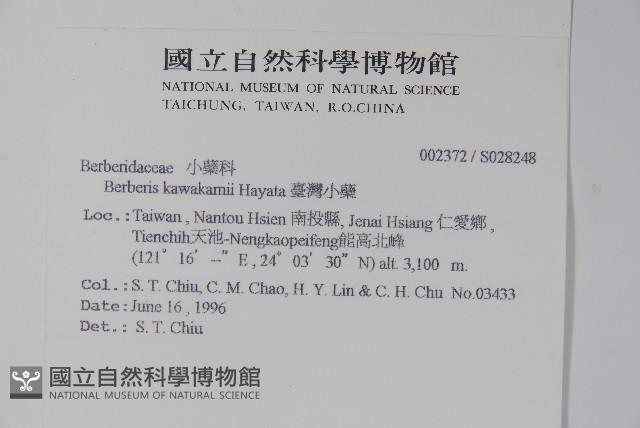 國立自然科學博物館
NATIONAL MUSEUM OF NATURAL SCIENCE
TAICHUNG, TAIWAN, R.O.CHINA
002372 / S028248
Berberidaceae 小蘗科
Berberis kawakamii Hayata 臺灣小蘗
Loc.: Taiwan , Nantou Hsien 南投縣, Jenai Hsiang 仁愛鄉 ,
Tienchih天池-Nengkaopeifeng能高北峰
(121° 16' –" E , 24° 03' 30" N) alt. 3,100 m.
Col.: S. T. Chiu, C. M. Chao, H. Y. Lin & C. H. Chu No.03433
Date: June 16 , 1996
Det.: S. T. Chiu
國立自然科學博物館
NATIONAL MUSEUM OF NATURAL SCIENCE